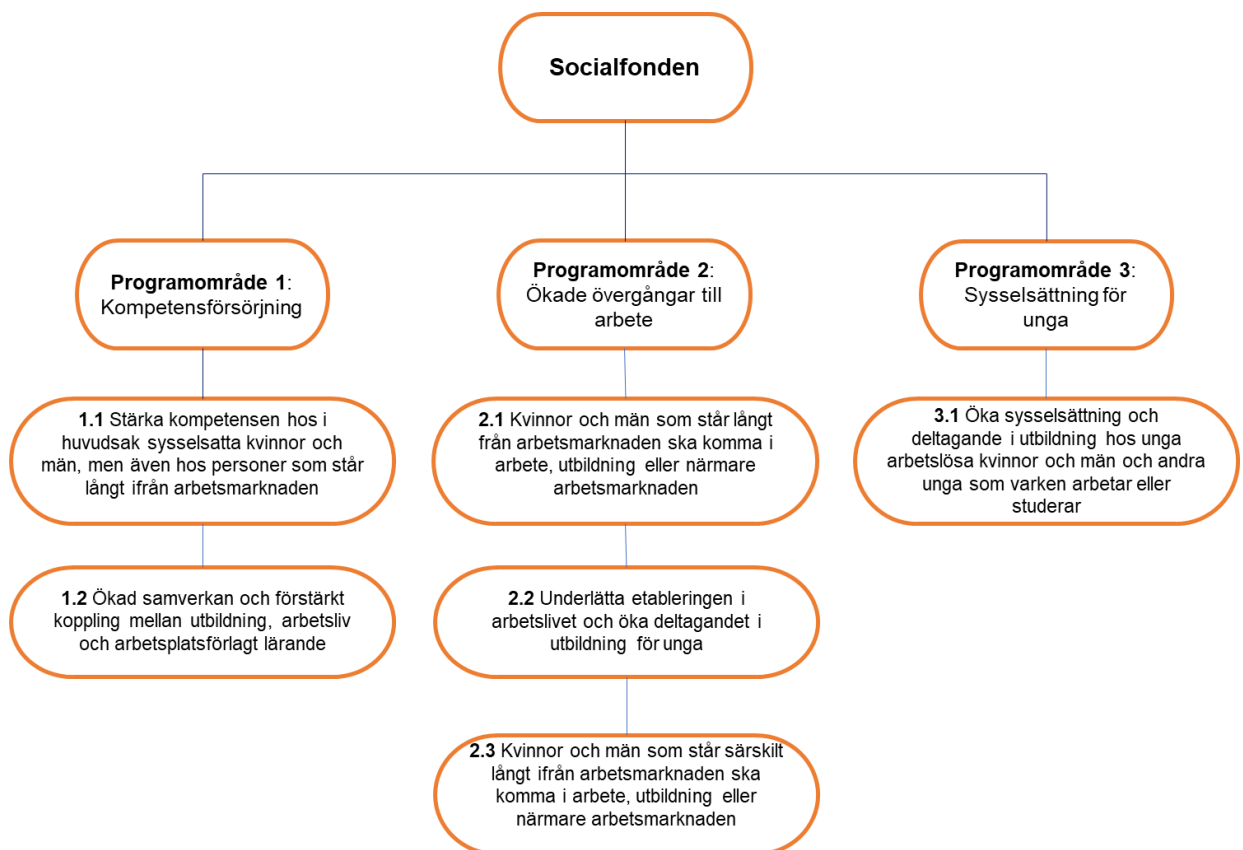 Socialfonden
Programområde 1:
Kompetensförsörjning
Programområde 2:
Ökade övergångar till
arbete
Programområde 3:
Sysselsättning för
unga
1.1 Stärka kompetensen hos i
huvudsak sysselsatta kvinnor och
män, men även hos personer som står
långt ifrån arbetsmarknaden
2.1 Kvinnor och män som står långt
från arbetsmarknaden ska komma i
arbete, utbildning eller närmare
arbetsmarknaden
3.1 Öka sysselsättning och
deltagande i utbildning hos unga
arbetslösa kvinnor och män och andra
unga som varken arbetar eller
studerar
1.2 Ökad samverkan och förstärkt
koppling mellan utbildning, arbetsliv
och arbetsplatsförlagt lärande
2.2 Underlätta etableringen i
arbetslivet och öka deltagandet i
utbildning för unga
2.3 Kvinnor och män som står särskilt
långt ifrån arbetsmarknaden ska
komma i arbete, utbildning eller
närmare arbetsmarknaden